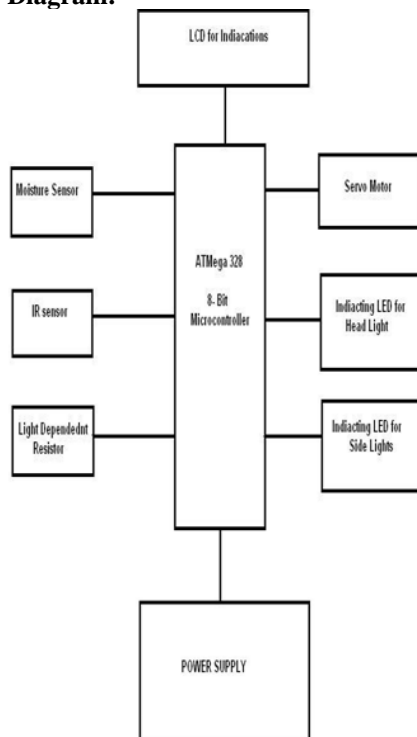 Diagram:
LCD for Indiacations
Moisture Sensor
Servo Motor
ATMega 328
8- Bit
Microcontroller
IR sensor
Indiacting LED for
Head Light
Light Dependednt
Resistor
Indiacting LED for
Side Lights
POWER SUPPLY